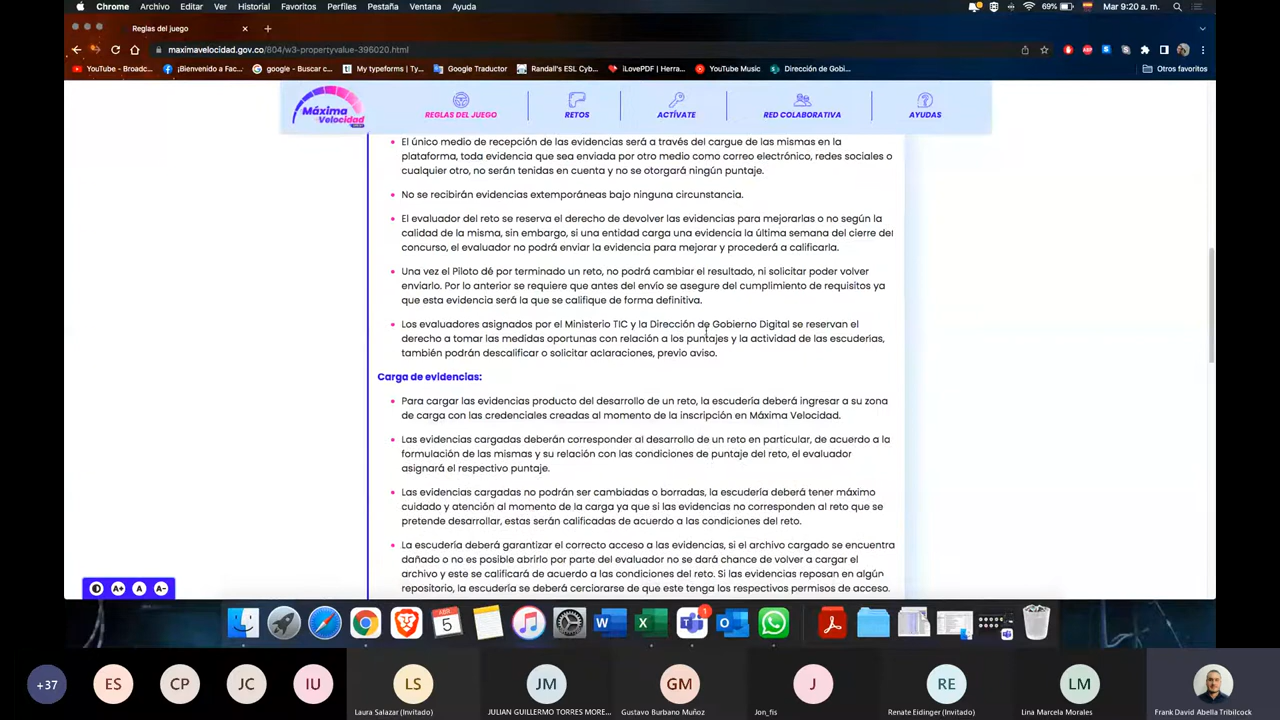 Chrome Archivo Editar Ver Historial Favoritos Perfiles Pestaña Ventana Ayuda 69% Mar 9:20 a. m.
Reglas del juego
maximavelocidad.gov.co/804/w3-propertyvalue-396020.html
YouTube - Broadc... ¡Bienvenido a Fac... google - Buscar c... My typeforms | Ty... Google Traductor Randall's ESL Cyb... iLovePDF | Herra... YouTube Music Dirección de Gobi... Otros favoritos
Máxima Velocidad
REGLAS DEL JUEGO RETOS ACTÍVATE RED COLABORATIVA AYUDAS
El único medio de recepción de las evidencias será a través del cargue de las mismas en la
plataforma, toda evidencia que sea enviada por otro medio como correo electrónico, redes sociales o
cualquier otro, no serán tenidas en cuenta y no se otorgará ningún puntaje.
No se recibirán evidencias extemporáneas bajo ninguna circunstancia.
El evaluador del reto se reserva el derecho de devolver las evidencias para mejorarlas o no según la
calidad de la misma, sin embargo, si una entidad carga una evidencia la última semana del cierre del
concurso, el evaluador no podrá enviar la evidencia para mejorar y procederá a calificarla.
Una vez el Piloto dé por terminado un reto, no podrá cambiar el resultado, ni solicitar poder volver
enviarlo. Por lo anterior se requiere que antes del envío se asegure del cumplimiento de requisitos ya
que esta evidencia será la que se califique de forma definitiva.
Los evaluadores asignados por el Ministerio TIC y la Dirección de Gobierno Digital se reservan el
derecho a tomar las medidas oportunas con relación a los puntajes y la actividad de las escuderías,
también podrán descalificar o solicitar aclaraciones, previo aviso.
Carga de evidencias:
Para cargar las evidencias producto del desarrollo de un reto, la escudería deberá ingresar a su zona
de carga con las credenciales creadas al momento de la inscripción en Máxima Velocidad.
Las evidencias cargadas deberán corresponder al desarrollo de un reto en particular, de acuerdo a la
formulación de las mismas y su relación con las condiciones de puntaje del reto, el evaluador
asignará el respectivo puntaje.
Las evidencias cargadas no podrán ser cambiadas o borradas, la escudería deberá tener máximo
cuidado y atención al momento de la carga ya que si las evidencias no corresponden al reto que se
pretende desarrollar, estas serán calificadas de acuerdo a las condiciones del reto.
La escudería deberá garantizar el correcto acceso a las evidencias, si el archivo cargado se encuentra
dañado o no es posible abrirlo por parte del evaluador no se dará chance de volver a cargar el
archivo y este se calificará de acuerdo a las condiciones del reto. Si las evidencias reposan en algún
repositorio, la escudería se deberá cerciorarse de que este tenga los respectivos permisos de acceso.
A+ A A-
ABR 5 1
+37 ES CP JC IU LS JM GM J RE LM
Laura Salazar (Invitado) JULIAN GUILLERMO TORRES MORE... Gustavo Burbano Muñoz Jon_fis Renate Eidinger (Invitado) Lina Marcela Morales Frank David Abella Tribilcock